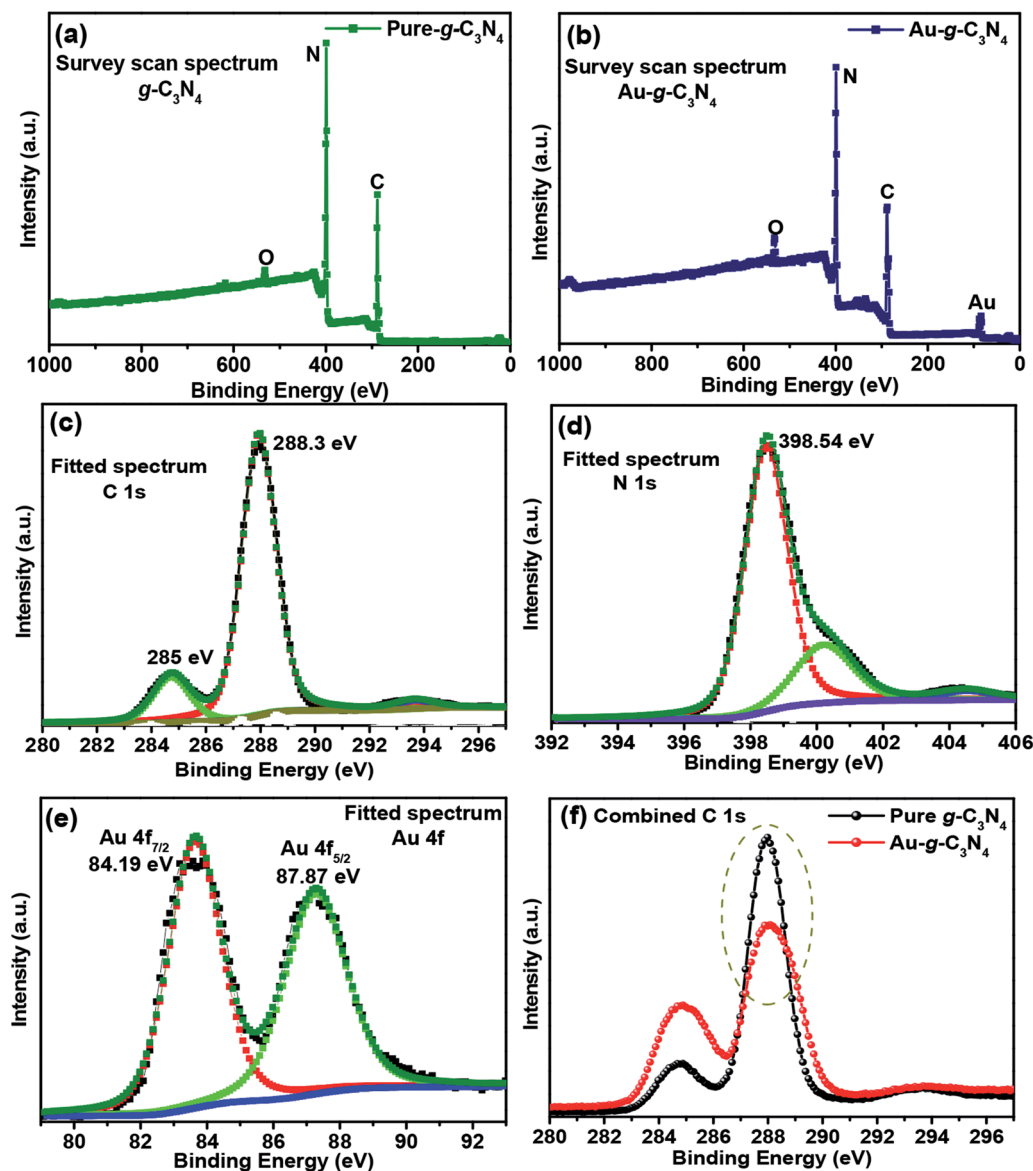 (a)
Pure-g-C₃N₄
Survey scan spectrum
g-C₃N₄
N
C
O
Intensity (a.u.)
1000 800 600 400 200 0
Binding Energy (eV)
(b)
Au-g-C₃N₄
Survey scan spectrum
Au-g-C₃N₄
N
C
O
Au
Intensity (a.u.)
1000 800 600 400 200 0
Binding Energy (eV)
(c)
288.3 eV
Fitted spectrum
C 1s
285 eV
Intensity (a.u.)
280 282 284 286 288 290 292 294 296
Binding Energy (eV)
(d)
398.54 eV
Fitted spectrum
N 1s
Intensity (a.u.)
392 394 396 398 400 402 404 406
Binding Energy (eV)
(e)
Fitted spectrum
Au 4f
Au 4f₇/₂
84.19 eV
Au 4f₅/₂
87.87 eV
Intensity (a.u.)
80 82 84 86 88 90 92
Binding Energy (eV)
(f)
Combined C 1s
Pure g-C₃N₄
Au-g-C₃N₄
Intensity (a.u.)
280 282 284 286 288 290 292 294 296
Binding Energy (eV)